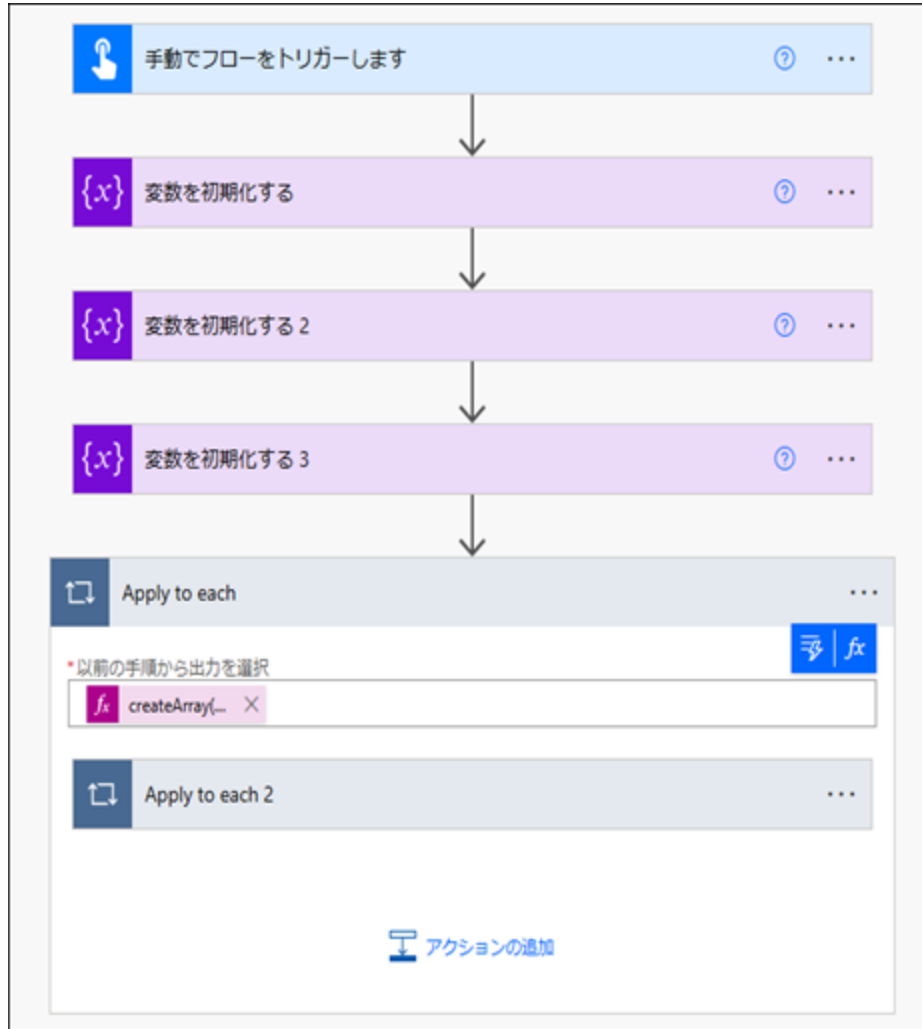 手動でフローをトリガーします
{x} 変数を初期化する
{x} 変数を初期化する 2
{x} 変数を初期化する 3
Apply to each
fx
*以前の手順から出力を選択
fx createArray(...
Apply to each 2
アクションの追加